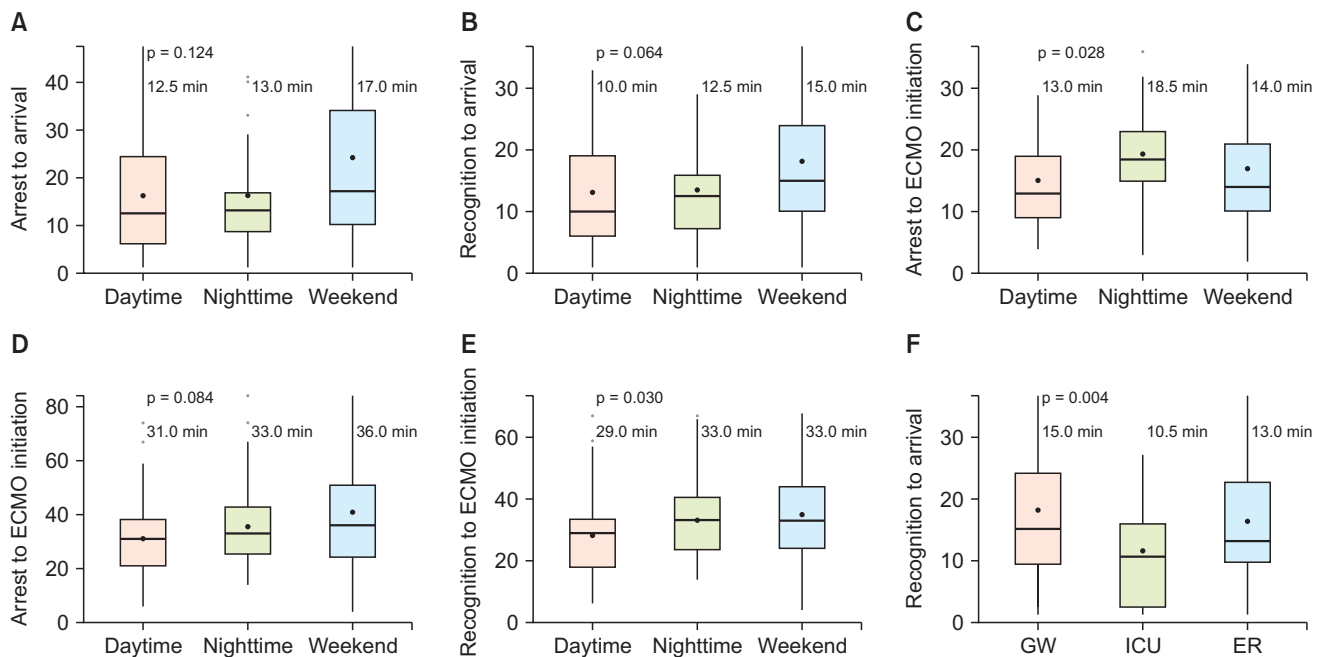 A
Arrest to arrival
40
30
20
10
0
p = 0.124
12.5 min 13.0 min 17.0 min
Daytime Nighttime Weekend
B
Recognition to arrival
30
20
10
0
p = 0.064
10.0 min 12.5 min 15.0 min
Daytime Nighttime Weekend
C
Arrest to ECMO initiation
30
20
10
0
p = 0.028
13.0 min 18.5 min 14.0 min
Daytime Nighttime Weekend
D
Arrest to ECMO initiation
80
60
40
20
0
p = 0.084
31.0 min 33.0 min 36.0 min
Daytime Nighttime Weekend
E
Recognition to ECMO initiation
60
40
20
0
p = 0.030
29.0 min 33.0 min 33.0 min
Daytime Nighttime Weekend
F
Recognition to arrival
30
20
10
0
p = 0.004
15.0 min 10.5 min 13.0 min
GW ICU ER